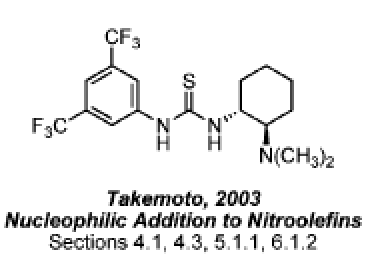 CF3
S
F3C
N
H
N
H
N(CH3)2
Takemoto, 2003
Nucleophilic Addition to Nitroolefins
Sections 4.1, 4.3, 5.1.1, 6.1.2